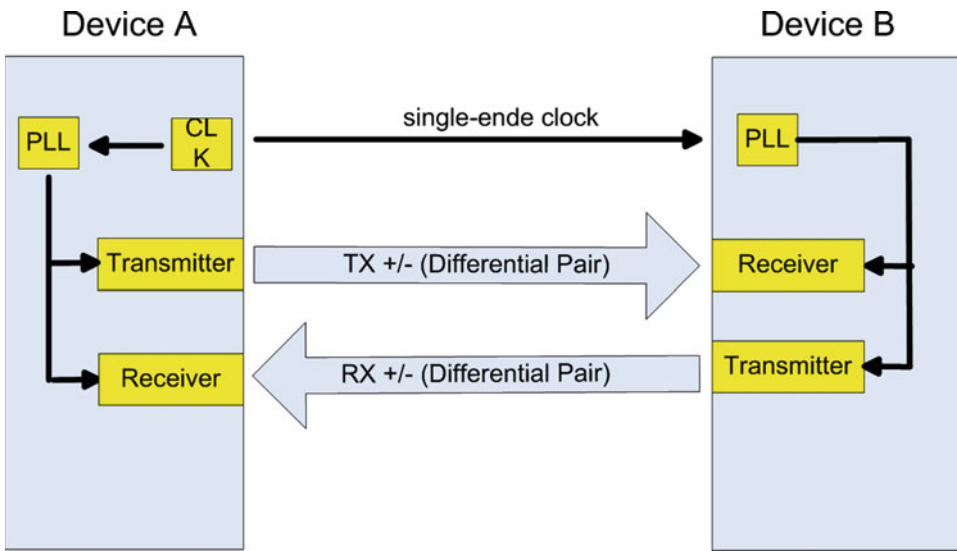 Device A
Device B
PLL
CL
K
single-ende clock
PLL
Transmitter
TX +/- (Differential Pair)
Receiver
Receiver
RX +/- (Differential Pair)
Transmitter